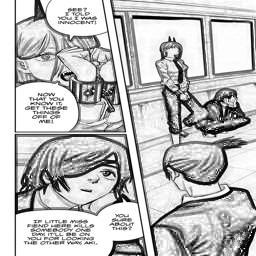 SEE?
I TOLD
YOU I WAS
INNOCENT!
NOW THAT
YOU KNOW IT,
GET THESE
THINGS
OFF OF
ME!
YOU
SURE
ABOUT
THIS?
IF LITTLE MISS
FIEND HERE KILLS
SOMEBODY ONE
DAY, IT'LL BE ON
YOU FOR LOOKING
THE OTHER WAY, AKI.